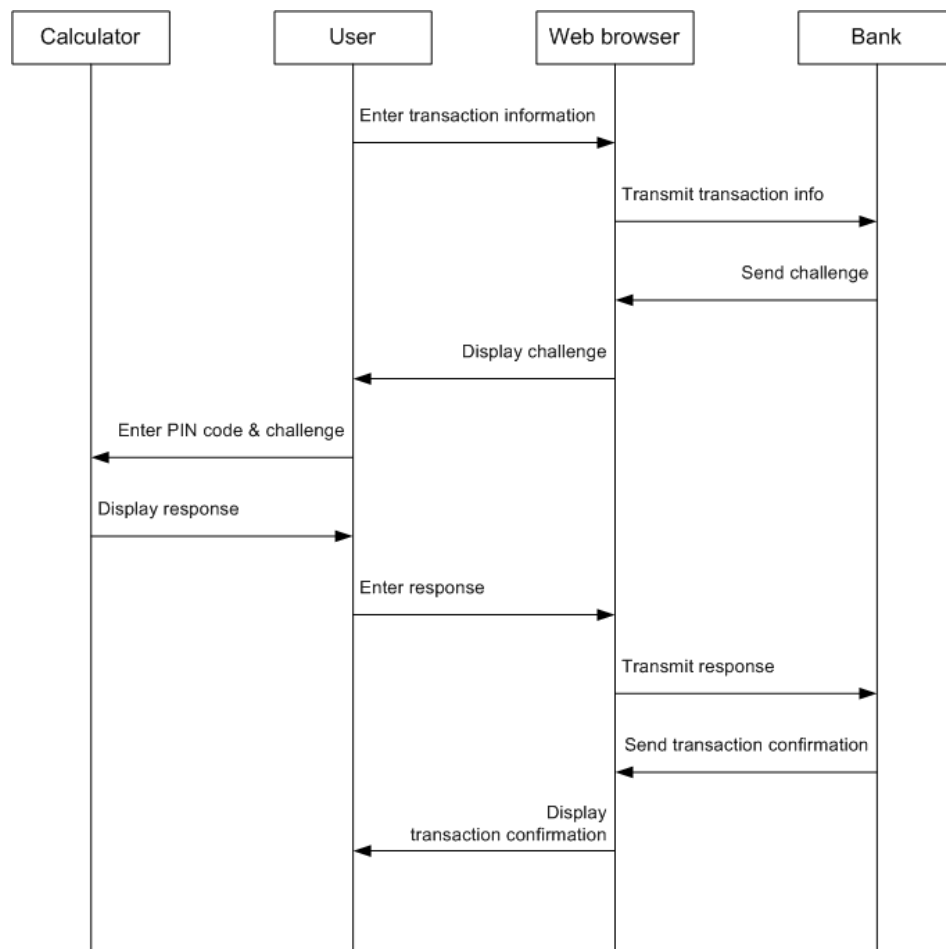 Calculator
User
Web browser
Bank
Enter transaction information
Transmit transaction info
Send challenge
Display challenge
Enter PIN code & challenge
Display response
Enter response
Transmit response
Send transaction confirmation
Display
transaction confirmation